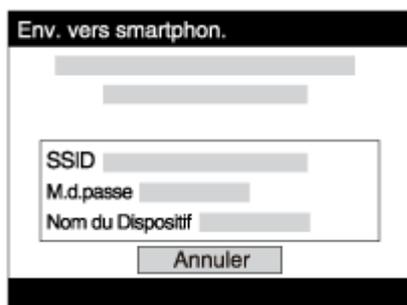 Env. vers smartphon.
SSID
M.d.passe
Nom du Dispositif
Annuler